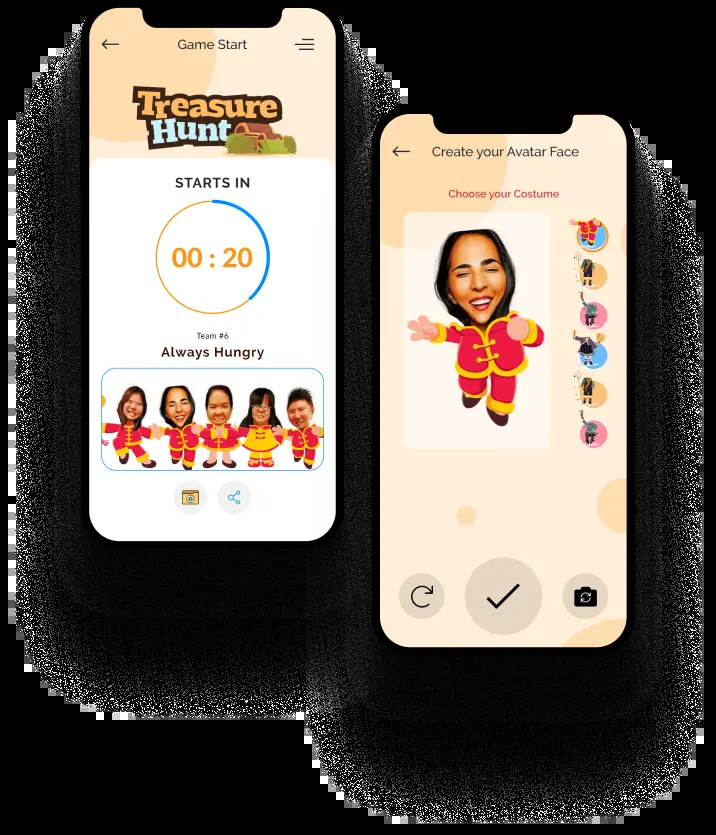 Game Start
Treasure
Hunt
STARTS IN
00 : 20
Team #6
Always Hungry
Create your Avatar Face
Choose your Costume